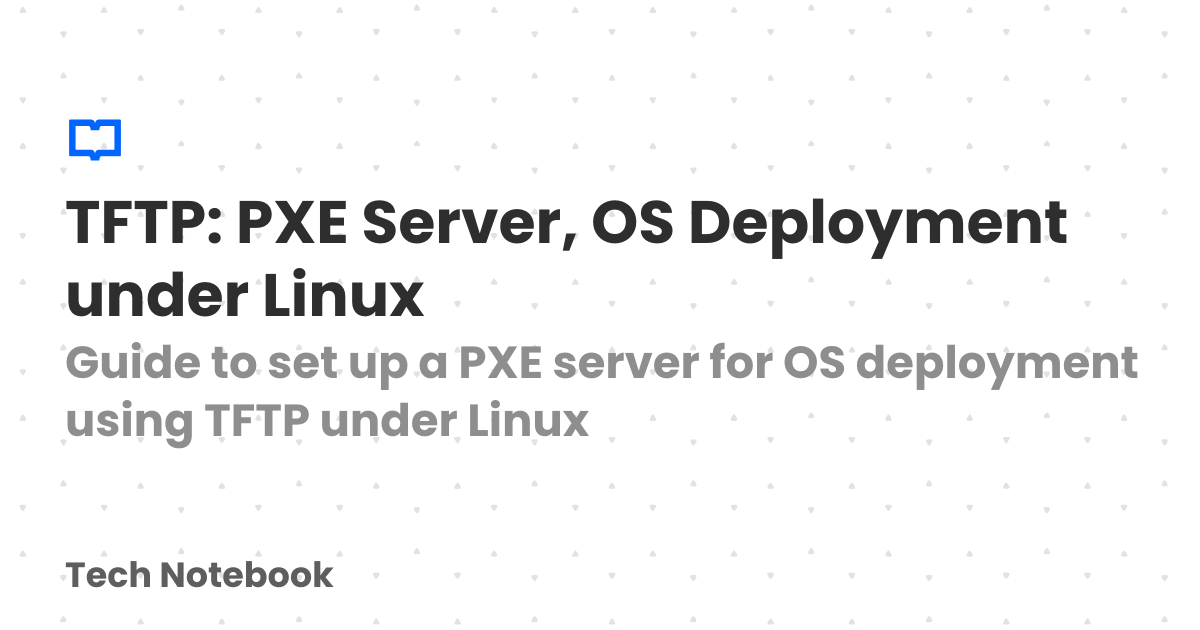 TFTP: PXE Server, OS Deployment
under Linux
Guide to set up a PXE server for OS deployment
using TFTP under Linux
Tech Notebook